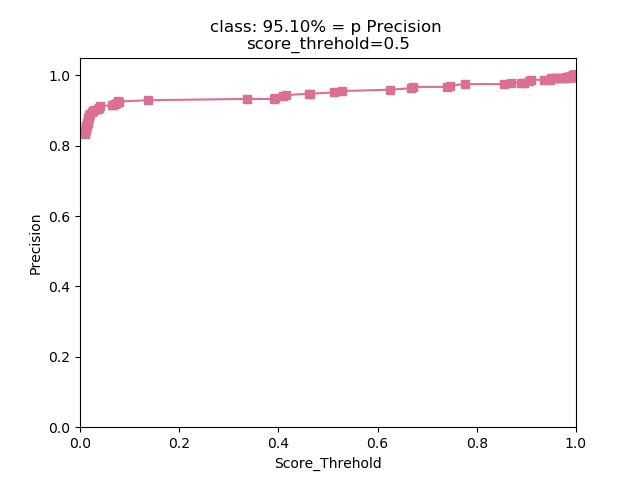 class: 95.10% = p Precision
score_threhold=0.5
1.0
0.8
0.6
0.4
0.2
0.0
Precision
0.0 0.2 0.4 0.6 0.8 1.0
Score_Threhold